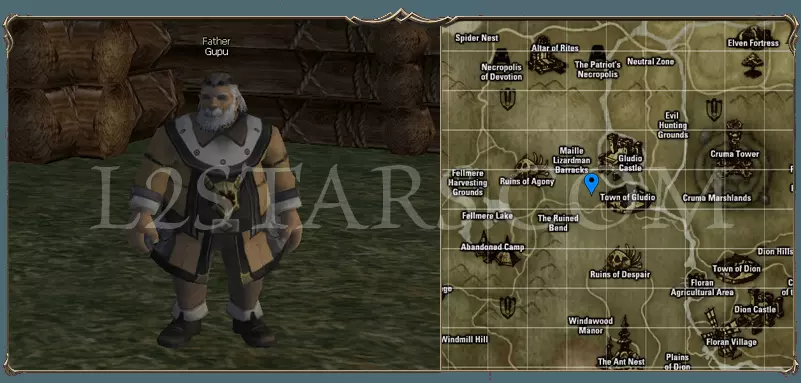 Father
Gupu
L2STARS.COM
Spider Nest
Altar of Rites
Elven Fortress
Necropolis
of Devotion
The Patriot's
Necropolis
Neutral Zone
Evil
Hunting
Grounds
Maille
Lizardman
Barracks
Gludio
Castle
Cruma Tower
Fellmere
Harvesting
Grounds
Ruins of Agony
Town of Gludio
Cruma Marshlands
Fellmere Lake
The Ruined
Bend
Abandoned Camp
Dion Hills
Ruins of Despair
Town of Dion
Floran
Agricultural Area
Dion Castle
Windawood
Manor
Windmill Hill
Floran Village
The Ant Nest
Plains
of Dion